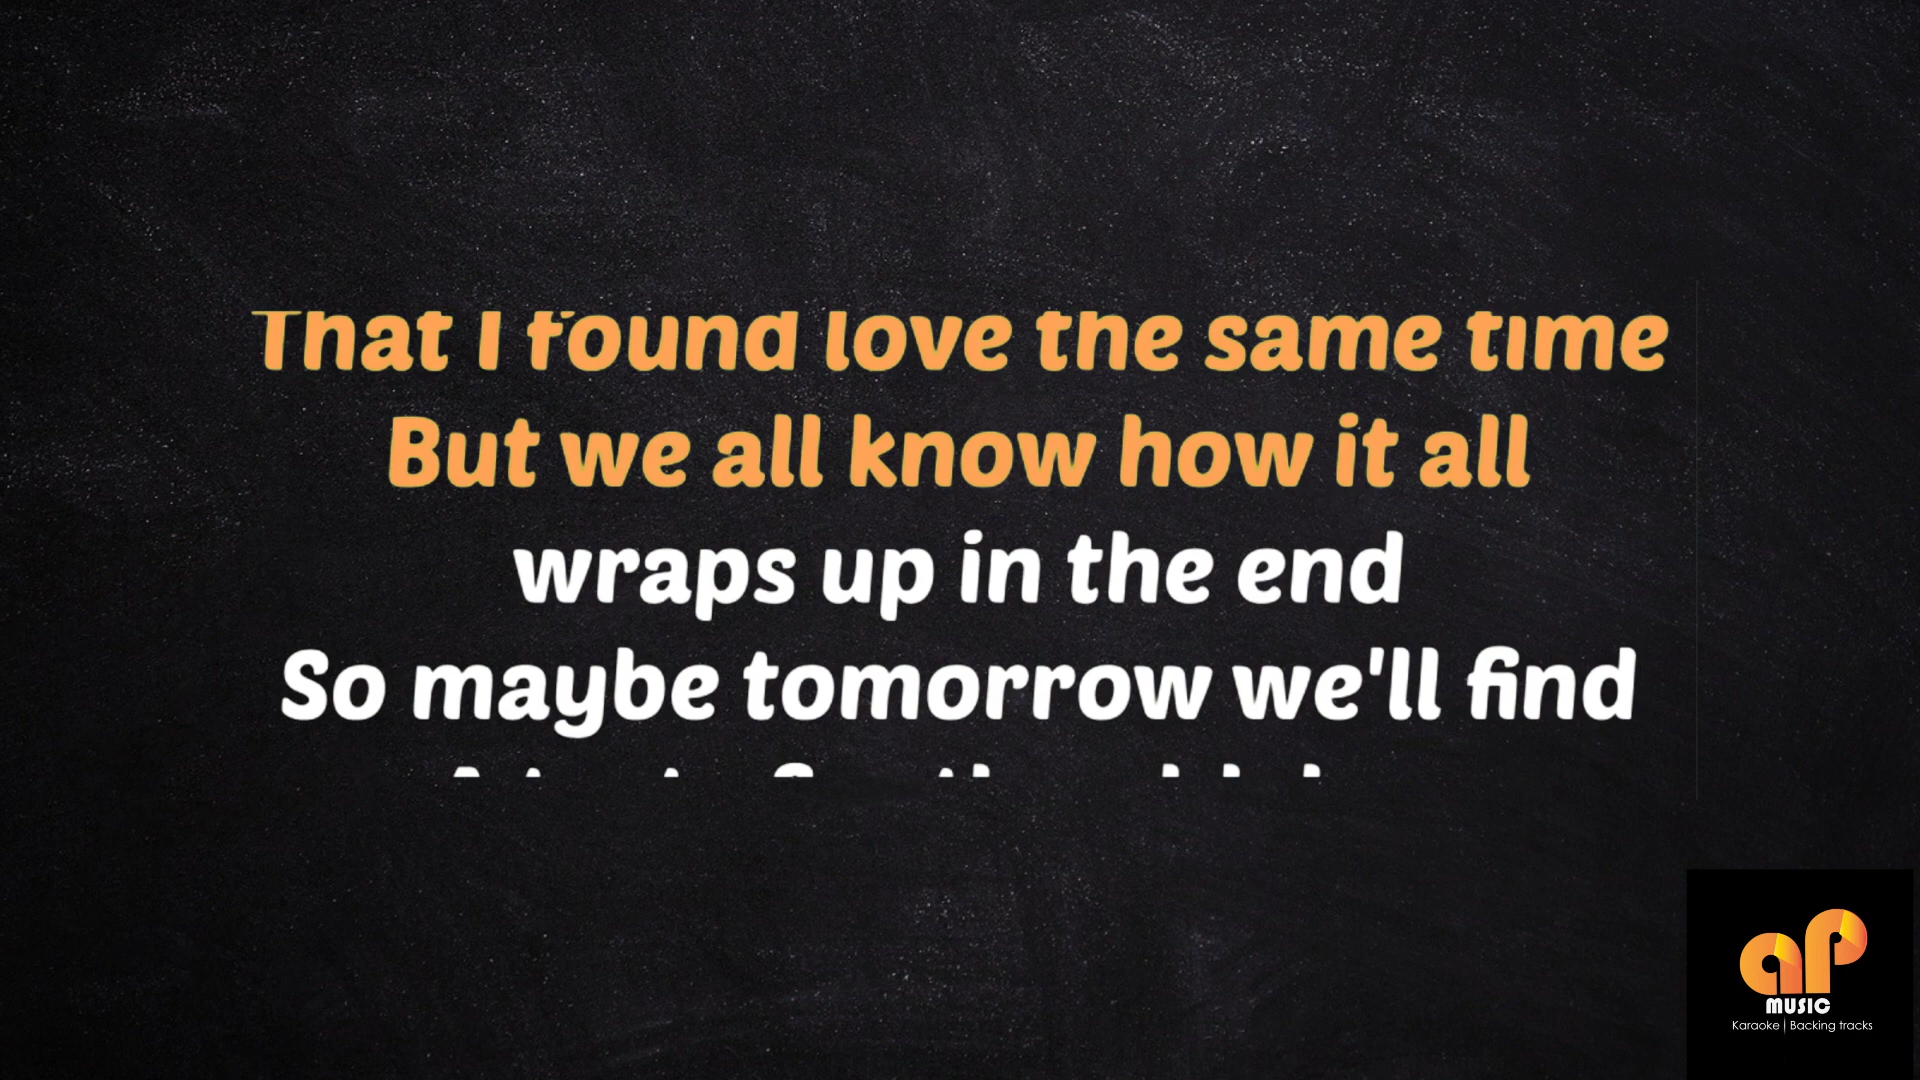 That I found love the same time
But we all know how it all
wraps up in the end
So maybe tomorrow we'll find
ap
MUSIC
Karaoke | Backing tracks